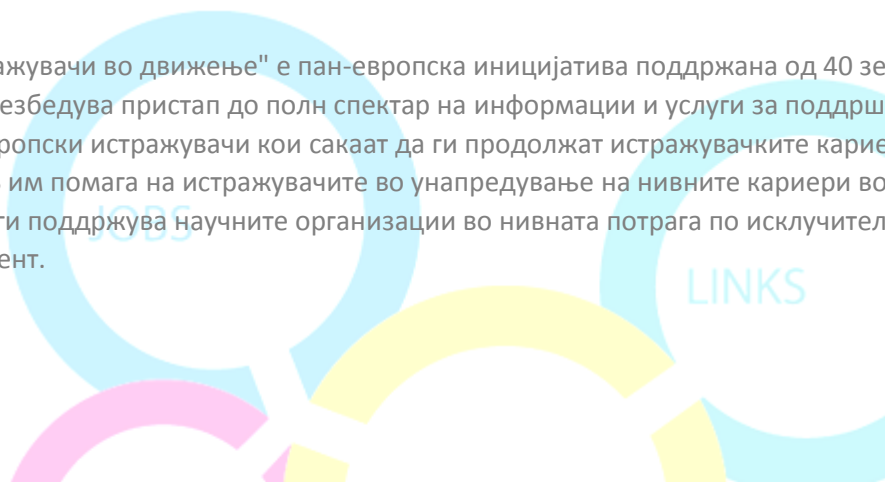 ажувачи во движење" е пан-европска иницијатива поддржана од 40 зе
езбедува пристап до полн спектар на информации и услуги за поддрш
ропски истражувачи кои сакаат да ги продолжат истражувачките карие
им помага на истражувачите во унапредување на нивните кариери во
ги поддржува научните организации во нивната потрага по исклучител
JOBS
ент.
LINKS